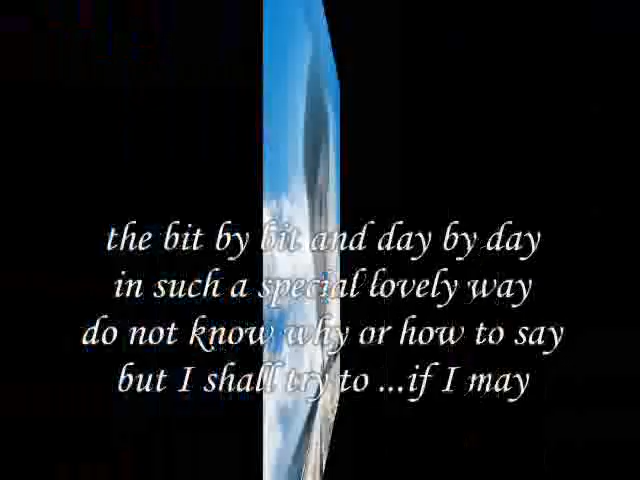 the bit by bit and day by day
in such a special lovely way
do not know why or how to say
but I shall try to ...if I may